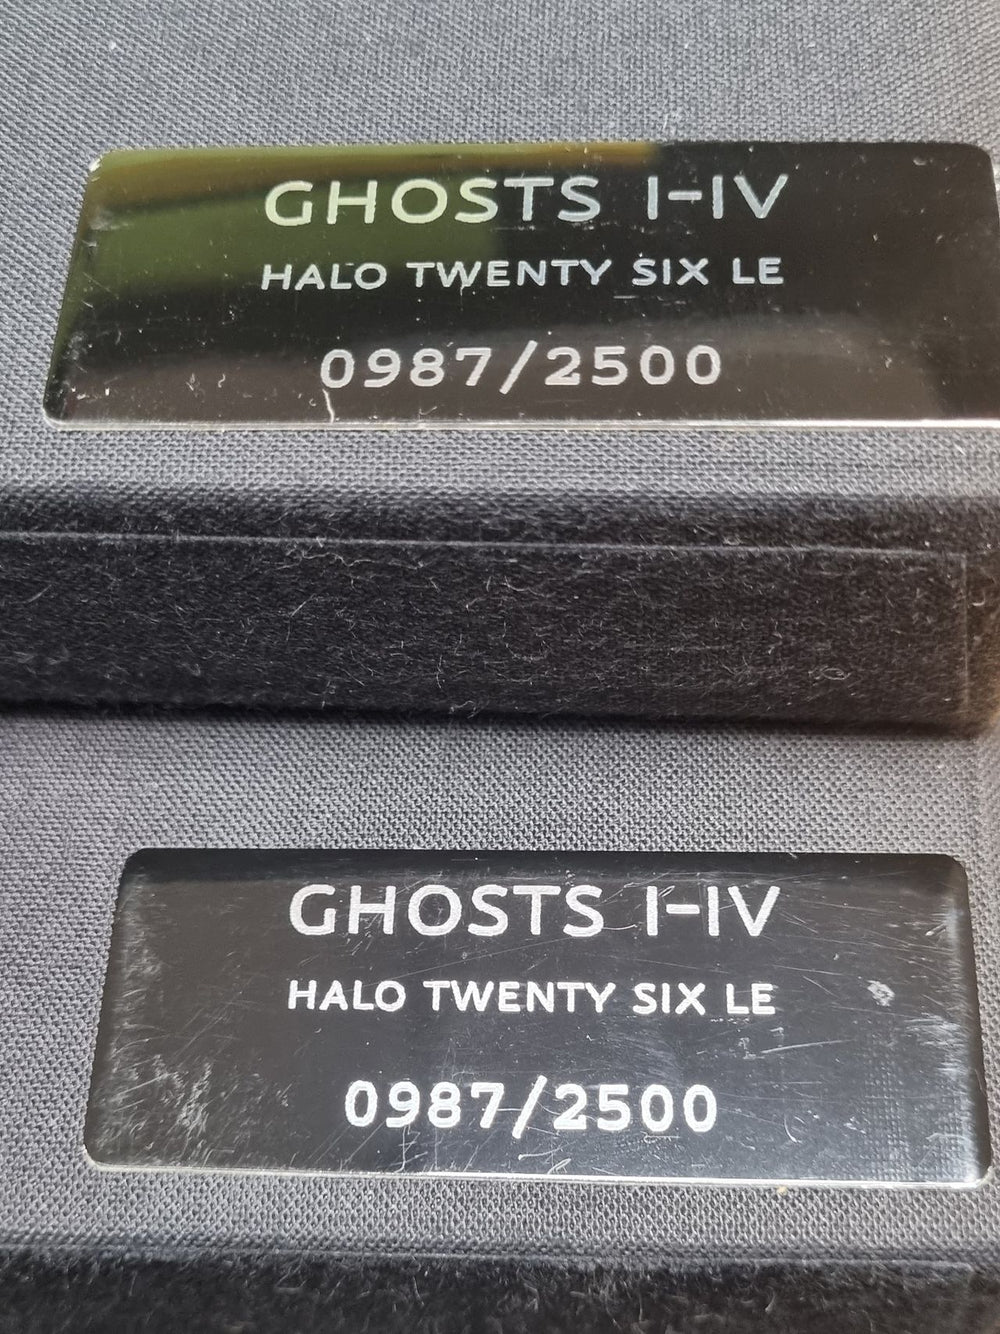 GHOSTS I-IV
HALO TWENTY SIX LE
0987/2500
GHOSTS I-IV
HALO TWENTY SIX LE
0987/2500